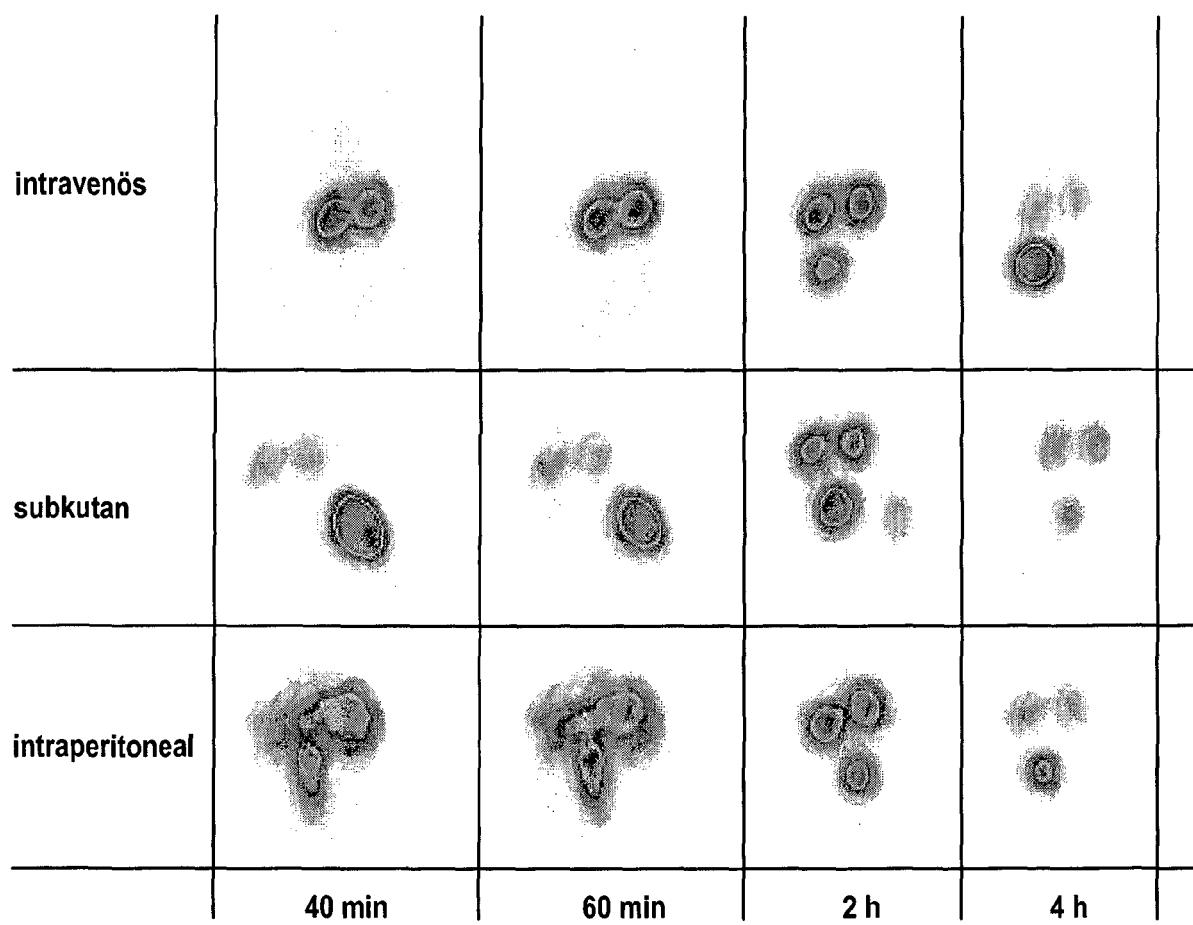 intravenös
subkutan
intraperitoneal
40 min 60 min 2 h 4 h